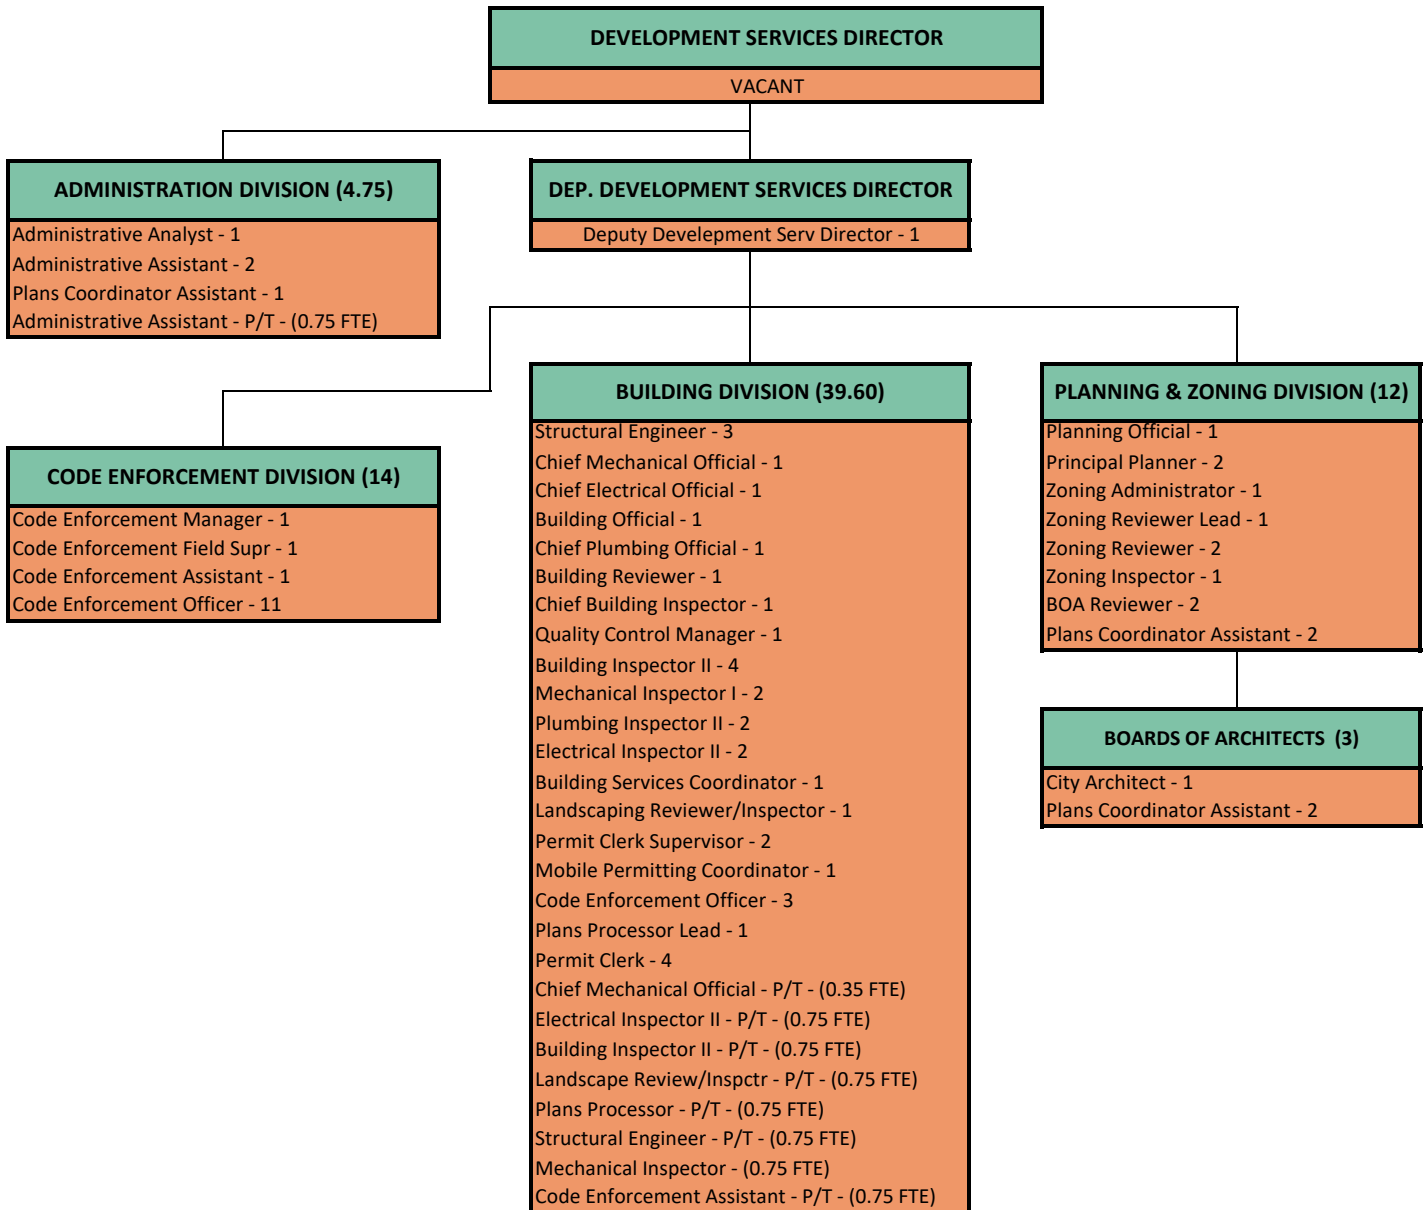 DEVELOPMENT SERVICES DIRECTOR
VACANT
ADMINISTRATION DIVISION (4.75)
Administrative Analyst - 1
Administrative Assistant - 2
Plans Coordinator Assistant - 1
Administrative Assistant - P/T - (0.75 FTE)
DEP. DEVELOPMENT SERVICES DIRECTOR
Deputy Develepment Serv Director - 1
CODE ENFORCEMENT DIVISION (14)
Code Enforcement Manager - 1
Code Enforcement Field Supr - 1
Code Enforcement Assistant - 1
Code Enforcement Officer - 11
BUILDING DIVISION (39.60)
Structural Engineer - 3
Chief Mechanical Official - 1
Chief Electrical Official - 1
Building Official - 1
Chief Plumbing Official - 1
Building Reviewer - 1
Chief Building Inspector - 1
Quality Control Manager - 1
Building Inspector II - 4
Mechanical Inspector I - 2
Plumbing Inspector II - 2
Electrical Inspector II - 2
Building Services Coordinator - 1
Landscaping Reviewer/Inspector - 1
Permit Clerk Supervisor - 2
Mobile Permitting Coordinator - 1
Code Enforcement Officer - 3
Plans Processor Lead - 1
Permit Clerk - 4
Chief Mechanical Official - P/T - (0.35 FTE)
Electrical Inspector II - P/T - (0.75 FTE)
Building Inspector II - P/T - (0.75 FTE)
Landscape Review/Inspctr - P/T - (0.75 FTE)
Plans Processor - P/T - (0.75 FTE)
Structural Engineer - P/T - (0.75 FTE)
Mechanical Inspector - (0.75 FTE)
Code Enforcement Assistant - P/T - (0.75 FTE)
PLANNING & ZONING DIVISION (12)
Planning Official - 1
Principal Planner - 2
Zoning Administrator - 1
Zoning Reviewer Lead - 1
Zoning Reviewer - 2
Zoning Inspector - 1
BOA Reviewer - 2
Plans Coordinator Assistant - 2
BOARDS OF ARCHITECTS (3)
City Architect - 1
Plans Coordinator Assistant - 2